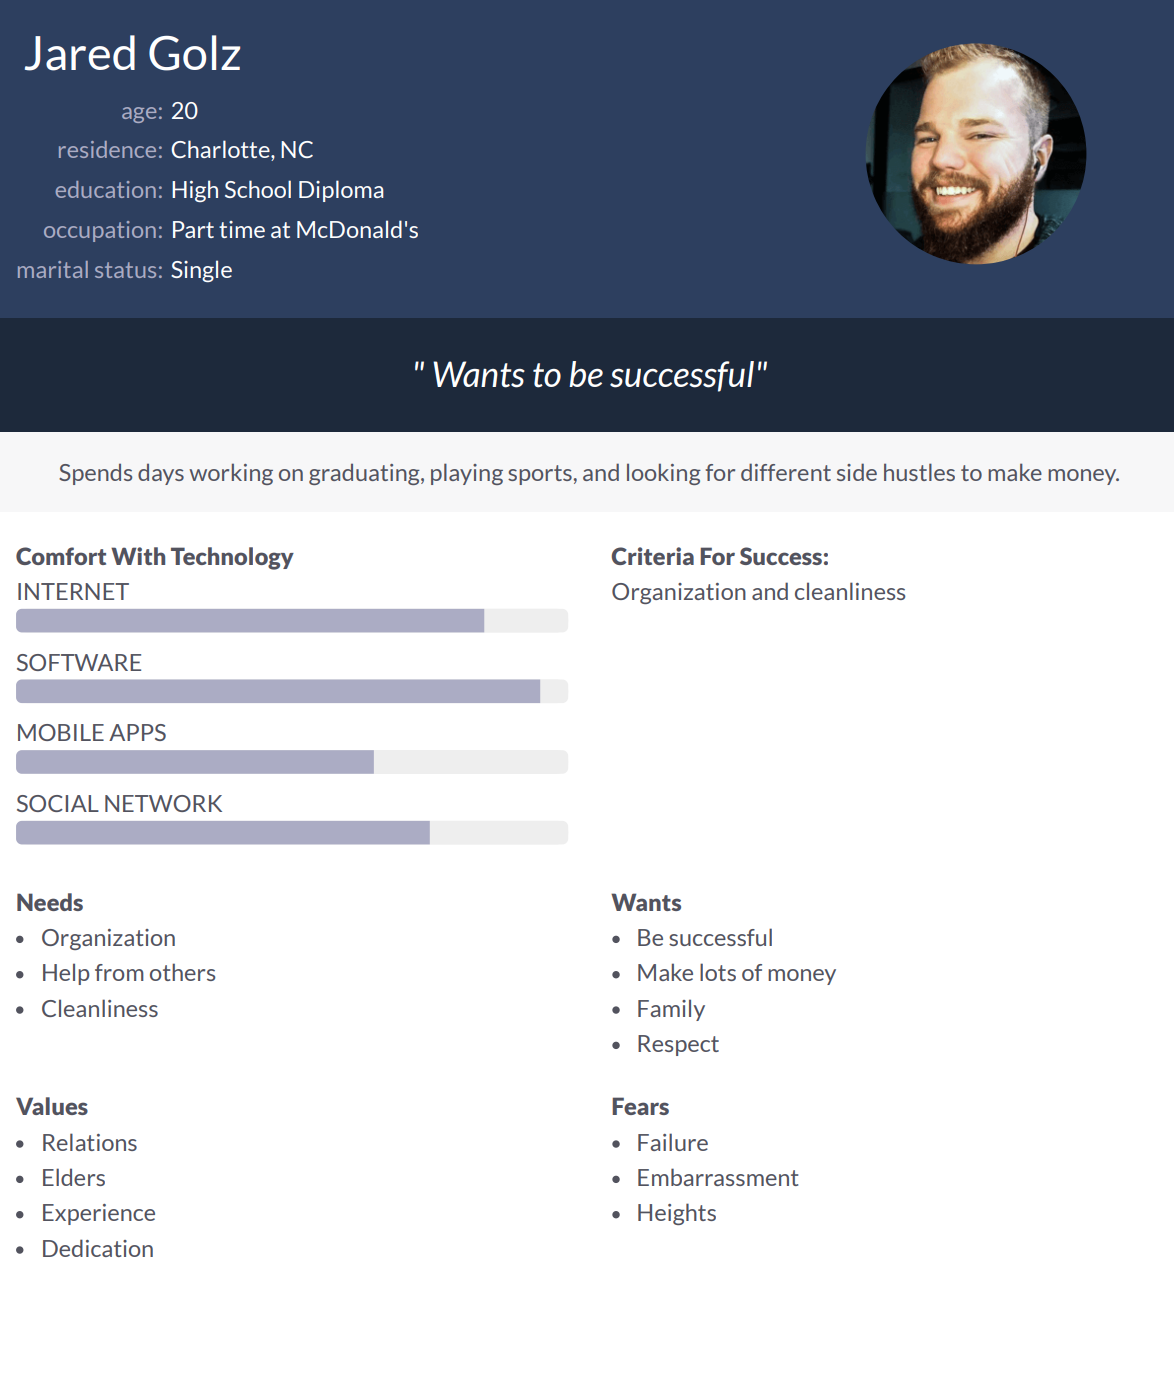 Jared Golz
age: 20
residence: Charlotte, NC
education: High School Diploma
occupation: Part time at McDonald's
marital status: Single
" Wants to be successful"
Spends days working on graduating, playing sports, and looking for different side hustles to make money.
Comfort With Technology
INTERNET
SOFTWARE
MOBILE APPS
SOCIAL NETWORK
Criteria For Success:
Organization and cleanliness
Needs
• Organization
• Help from others
• Cleanliness
Wants
• Be successful
• Make lots of money
• Family
• Respect
Values
• Relations
• Elders
• Experience
• Dedication
Fears
• Failure
• Embarrassment
• Heights